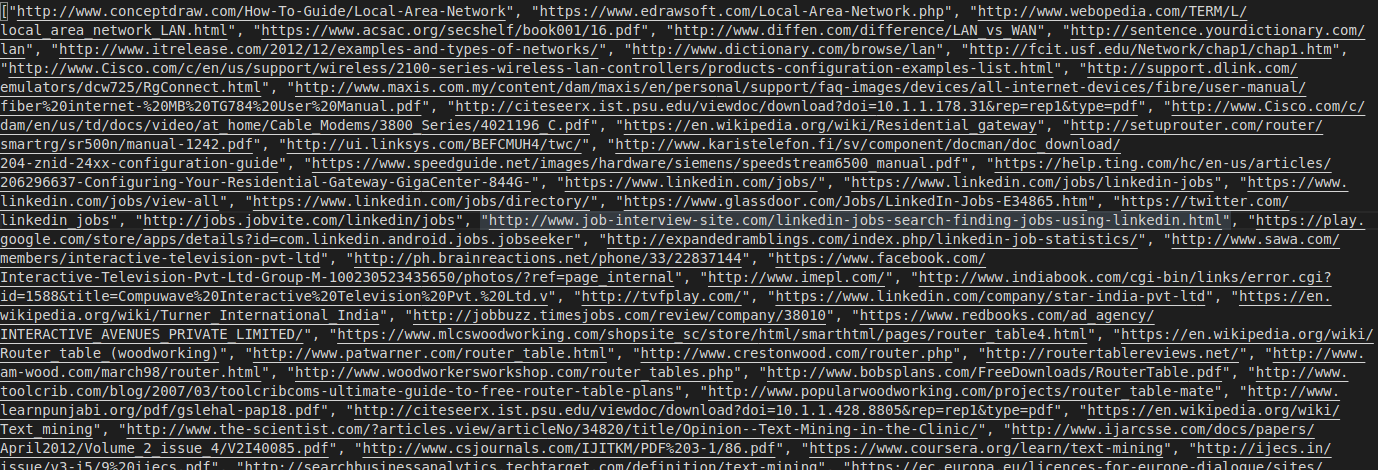 ["http://www.conceptdraw.com/How-To-Guide/Local-Area-Network", "https://www.edrawsoft.com/Local-Area-Network.php", "http://www.webopedia.com/TERM/L/
local_area_network_LAN.html", "https://www.acsac.org/secshelf/book001/16.pdf", "http://www.diffen.com/difference/LAN_vs_WAN", "http://sentence.yourdictionary.com/
lan", "http://www.itrelease.com/2012/12/examples-and-types-of-networks/", "http://www.dictionary.com/browse/lan", "http://fcit.usf.edu/Network/chap1/chap1.htm",
"http://www.Cisco.com/c/en/us/support/wireless/2100-series-wireless-lan-controllers/products-configuration-examples-list.html", "http://support.dlink.com/
emulators/dcw725/RgConnect.html", "http://www.maxis.com.my/content/dam/maxis/en/personal/support/faq-images/devices/all-internet-devices/fibre/user-manual/
fiber%20internet-%20MB%20TG784%20User%20Manual.pdf", "http://citeseerx.ist.psu.edu/viewdoc/download?doi=10.1.1.178.31&rep=rep1&type=pdf", "http://www.Cisco.com/c/
dam/en/us/td/docs/video/at_home/Cable_Modems/3800_Series/4021196_C.pdf", "https://en.wikipedia.org/wiki/Residential_gateway", "http://setuprouter.com/router/
smartrg/sr500n/manual-1242.pdf", "http://ui.linksys.com/BEFCMUH4/twc/", "http://www.karistelefon.fi/sv/component/docman/doc_download/
204-znid-24xx-configuration-guide", "https://www.speedguide.net/images/hardware/siemens/speedstream6500_manual.pdf", "https://help.ting.com/hc/en-us/articles/
206296637-Configuring-Your-Residential-Gateway-GigaCenter-844G-", "https://www.linkedin.com/jobs/", "https://www.linkedin.com/jobs/linkedin-jobs", "https://www.
linkedin.com/jobs/view-all", "https://www.linkedin.com/jobs/directory/", "https://www.glassdoor.com/Jobs/LinkedIn-Jobs-E34865.htm", "https://twitter.com/
linkedin_jobs", "http://jobs.jobvite.com/linkedin/jobs", "http://www.job-interview-site.com/linkedin-jobs-search-finding-jobs-using-linkedin.html", "https://play.
google.com/store/apps/details?id=com.linkedin.android.jobs.jobseeker", "http://expandedramblings.com/index.php/linkedin-job-statistics/", "http://www.sawa.com/
members/interactive-television-pvt-ltd", "http://ph.brainreactions.net/phone/33/22837144", "https://www.facebook.com/
Interactive-Television-Pvt-Ltd-Group-M-100230523435650/photos/?ref=page_internal", "http://www.imepl.com/", "http://www.indiabook.com/cgi-bin/links/error.cgi?
id=1588&title=Compuwave%20Interactive%20Television%20Pvt.%20Ltd.v", "http://tvfplay.com/", "https://www.linkedin.com/company/star-india-pvt-ltd", "https://en.
wikipedia.org/wiki/Turner_International_India", "http://jobbuzz.timesjobs.com/review/company/38010", "https://www.redbooks.com/ad_agency/
INTERACTIVE_AVENUES_PRIVATE_LIMITED/", "https://www.mlcswoodworking.com/shopsite_sc/store/html/smarthtml/pages/router_table4.html", "https://en.wikipedia.org/wiki/
Router_table_(woodworking)", "http://www.patwarner.com/router_table.html", "http://www.crestonwood.com/router.php", "http://routertablereviews.net/", "http://www.
am-wood.com/march98/router.html", "http://www.woodworkersworkshop.com/router_tables.php", "http://www.bobsplans.com/FreeDownloads/RouterTable.pdf", "http://www.
toolcrib.com/blog/2007/03/toolcribcoms-ultimate-guide-to-free-router-table-plans", "http://www.popularwoodworking.com/projects/router_table-mate", "http://www.
learnpunjabi.org/pdf/gslehal-pap18.pdf", "http://citeseerx.ist.psu.edu/viewdoc/download?doi=10.1.1.428.8805&rep=rep1&type=pdf", "https://en.wikipedia.org/wiki/
Text_mining", "http://www.the-scientist.com/?articles.view/articleNo/34820/title/Opinion--Text-Mining-in-the-Clinic/", "http://www.ijarcsse.com/docs/papers/
April2012/Volume_2_issue_4/V2I40085.pdf", "http://www.csjournals.com/IJITKM/PDF%203-1/86.pdf", "https://www.coursera.org/learn/text-mining", "http://ijecs.in/
issue/v3-i5/9%20ijecs.pdf", "http://searchbusinessanalytics.techtarget.com/definition/text-mining", "https://ec.europa.eu/licences-for-europe-dialogue/sites/